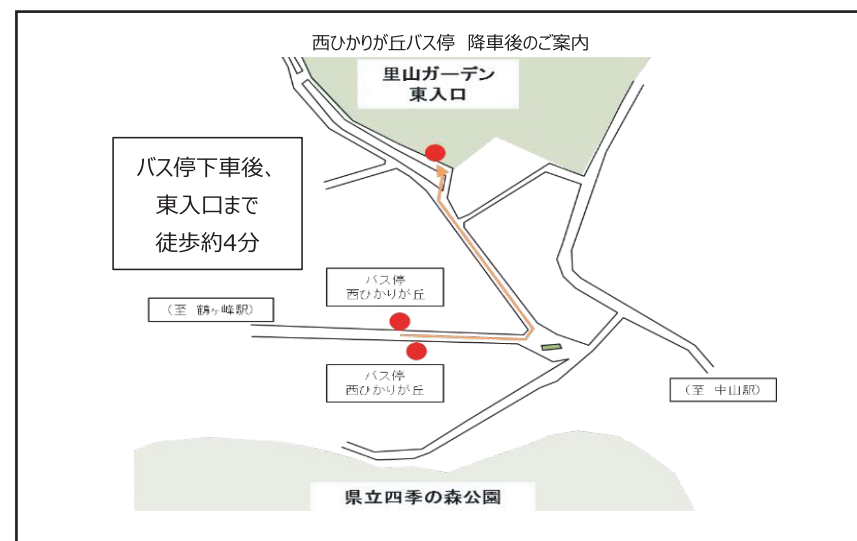 西ひかりが丘バス停 降車後のご案内
里山ガーデン
東入口
バス停下車後、
東入口まで
徒歩約4分
バス停
西ひかりが丘
(至 鶴ヶ峰駅)
バス停
西ひかりが丘
(至 中山駅)
県立四季の森公園